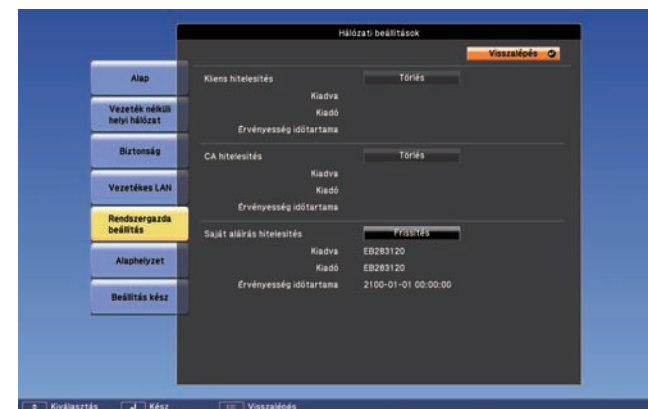 Hálózati beállítások
Visszalépés
Alap
Vezeték nélküli
helyi hálózat
Biztonság
Vezetékes LAN
Rendszergazda
beállítás
Alaphelyzet
Beállítás kész
Kliens hitelesítés Törlés
Kiadva
Kiadó
Érvényesség időtartama
CA hitelesítés Törlés
Kiadva
Kiadó
Érvényesség időtartama
Saját aláírás hitelesítés Frissítés
Kiadva EB283120
Kiadó EB283120
Érvényesség időtartama 2100-01-01 00:00:00
Kiválasztás Kész Visszalépés